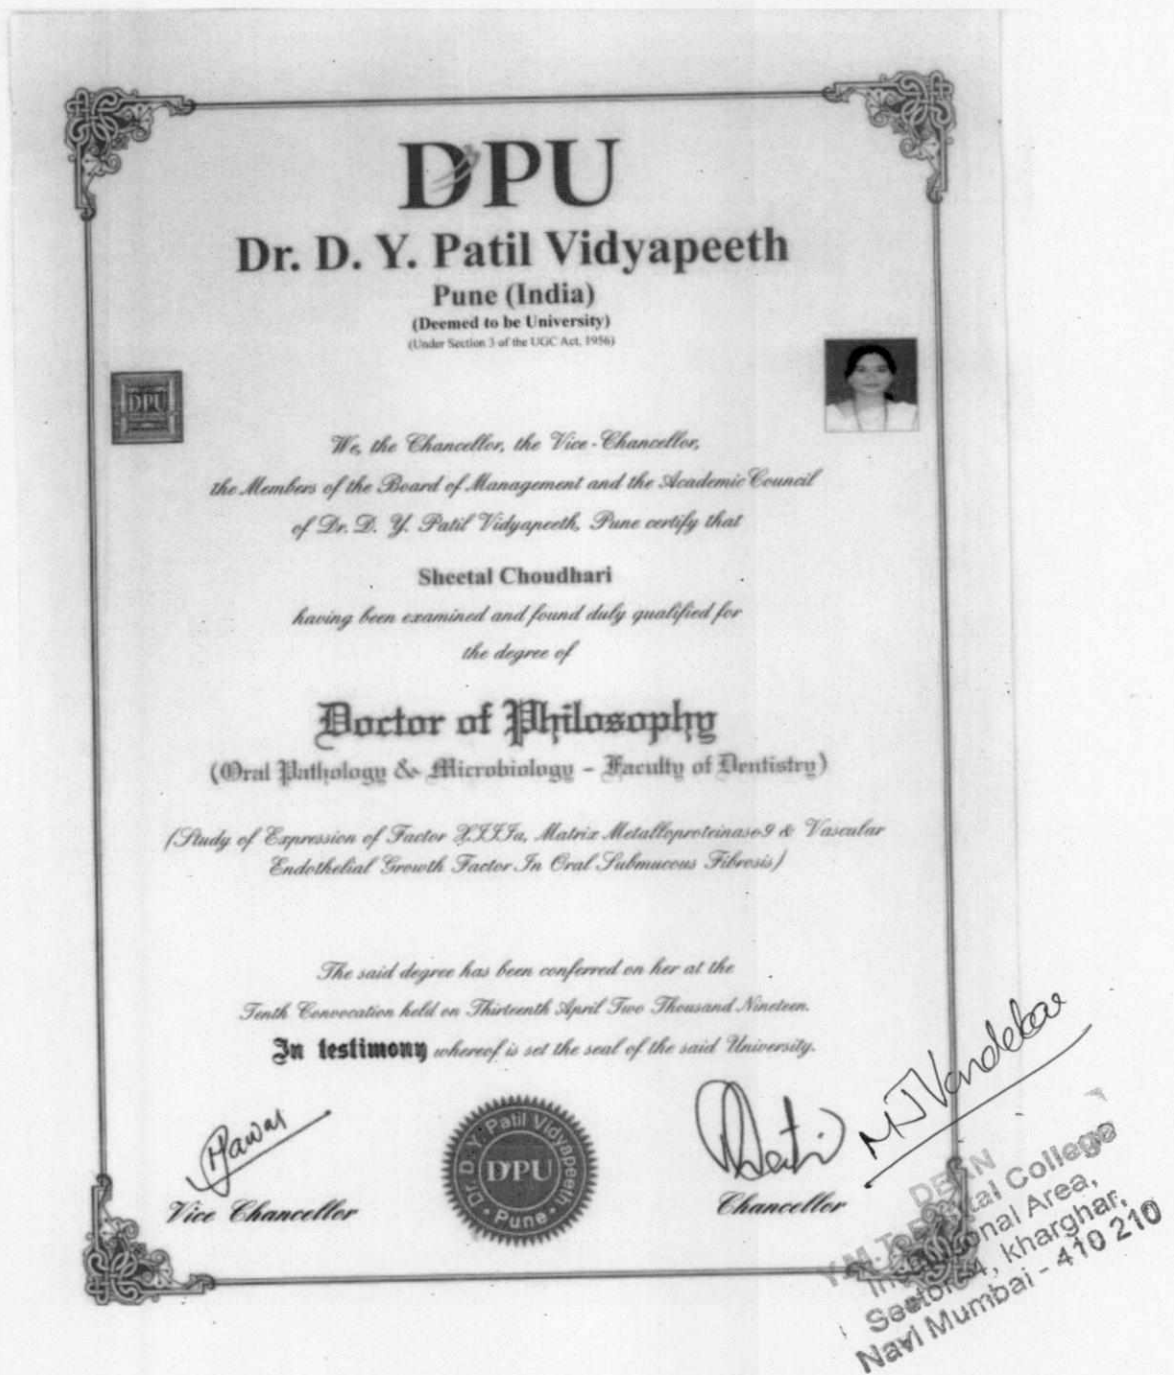 DPU
Dr. D. Y. Patil Vidyapeeth
Pune (India)
(Deemed to be University)
(Under Section 3 of the UGC Act, 1956)
DPU
We, the Chancellor, the Vice-Chancellor,
the Members of the Board of Management and the Academic Council
of Dr. D. Y. Patil Vidyapeeth, Pune certify that
Sheetal Choudhari
having been examined and found duly qualified for
the degree of
Doctor of Philosophy
(Oral Pathology & Microbiology - Faculty of Dentistry)
(Study of Expression of Factor XIIIa, Matrix Metalloproteinase9 & Vascular
Endothelial Growth Factor In Oral Submucous Fibrosis)
The said degree has been conferred on her at the
Tenth Convocation held on Thirteenth April Two Thousand Nineteen.
In testimony whereof is set the seal of the said University.
Vice Chancellor
Dr. D. Y. Patil Vidyapeeth
DPU
Pune
Chancellor
DEAN
Y.M.T. Dental College
Institutional Area,
Sector 4, kharghar,
Navi Mumbai - 410 210